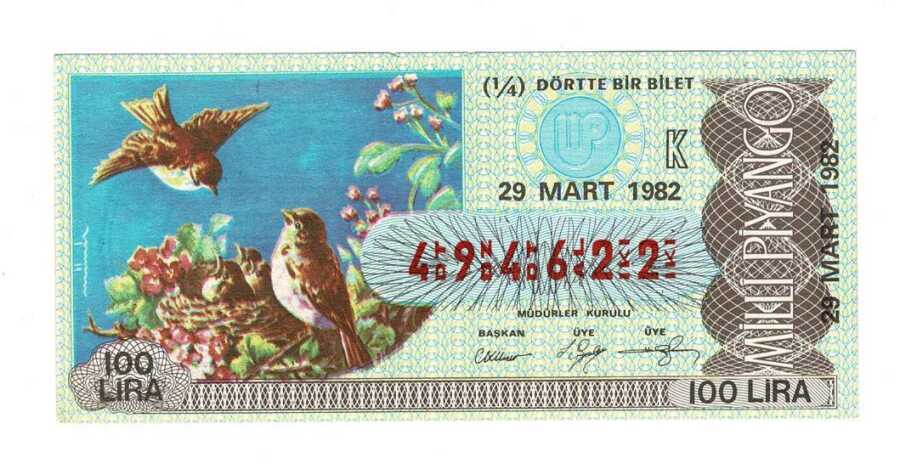 (1/4) DÖRTTE BİR BİLET
MP
K
29 MART 1982
4 9 4 6 2 2
MÜDÜRLER KURULU
BAŞKAN ÜYE ÜYE
100 LİRA
100 LİRA
MİLLİ PİYANGO
29 MART 1982